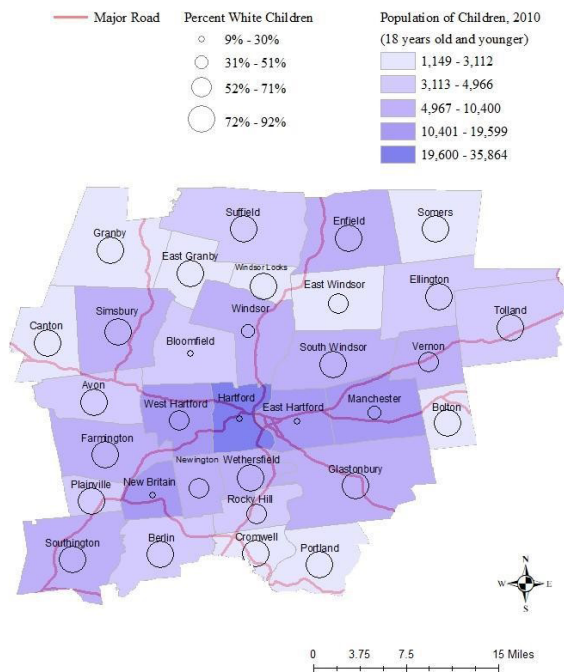 Major Road
Percent White Children
9% - 30%
31% - 51%
52% - 71%
72% - 92%
Population of Children, 2010
(18 years old and younger)
1,149 - 3,112
3,113 - 4,966
4,967 - 10,400
10,401 - 19,599
19,600 - 35,864
Suffield
Enfield
Somers
Granby
East Granby
Windsor Locks
East Windsor
Ellington
Tolland
Simsbury
Windsor
Canton
Bloomfield
South Windsor
Vernon
Avon
West Hartford
Hartford
East Hartford
Manchester
Bolton
Farmington
Newington
Wethersfield
Glastonbury
Plainville
New Britain
Rocky Hill
Southington
Berlin
Cromwell
Portland
N
W
E
S
0 3.75 7.5 15 Miles